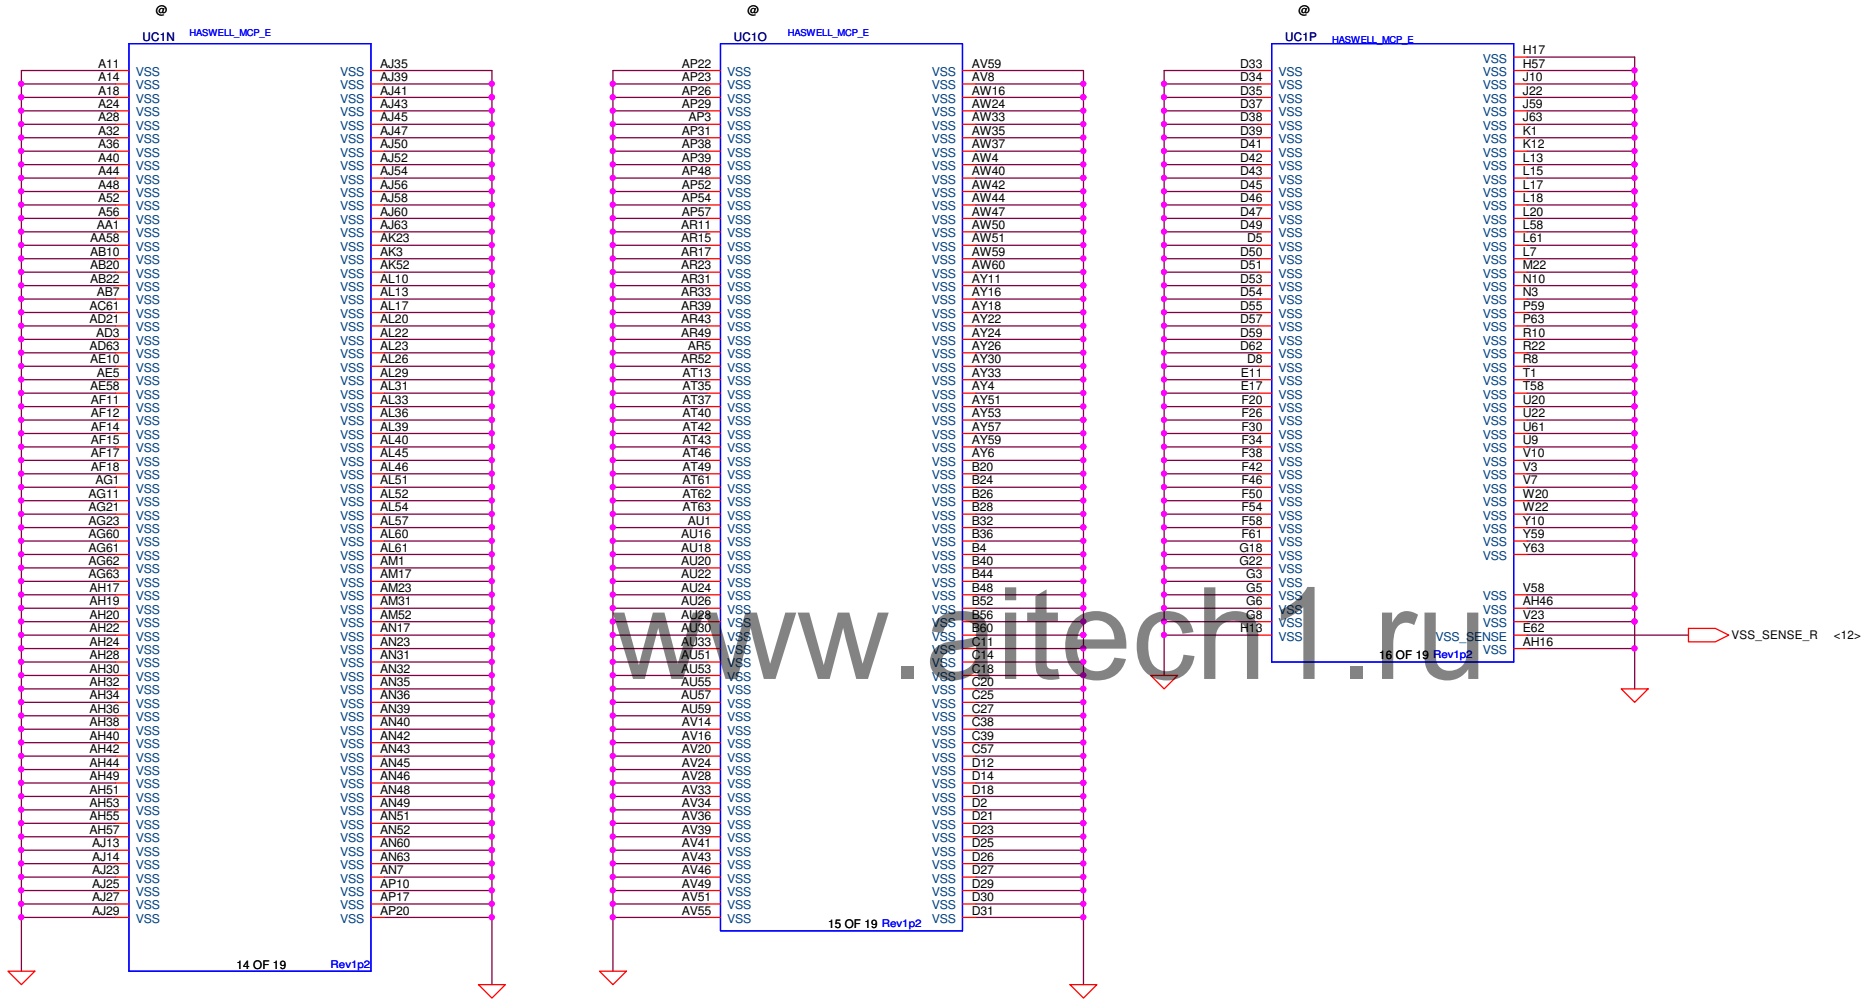 @
UC1N HASWELL_MCP_E
A11 VSS VSS AJ35
A14 VSS VSS AJ39
A18 VSS VSS AJ41
A24 VSS VSS AJ43
A28 VSS VSS AJ45
A32 VSS VSS AJ47
A36 VSS VSS AJ50
A40 VSS VSS AJ52
A44 VSS VSS AJ54
A48 VSS VSS AJ56
A52 VSS VSS AJ58
A56 VSS VSS AJ60
AA1 VSS VSS AJ63
AA58 VSS VSS AK23
AB10 VSS VSS AK3
AB20 VSS VSS AK52
AB22 VSS VSS AL10
AB7 VSS VSS AL13
AC61 VSS VSS AL17
AD21 VSS VSS AL20
AD3 VSS VSS AL22
AD63 VSS VSS AL23
AE10 VSS VSS AL26
AE5 VSS VSS AL29
AE58 VSS VSS AL31
AF11 VSS VSS AL33
AF12 VSS VSS AL36
AF14 VSS VSS AL39
AF15 VSS VSS AL40
AF17 VSS VSS AL45
AF18 VSS VSS AL46
AG1 VSS VSS AL51
AG11 VSS VSS AL52
AG21 VSS VSS AL54
AG23 VSS VSS AL57
AG60 VSS VSS AL60
AG61 VSS VSS AL61
AG62 VSS VSS AM1
AG63 VSS VSS AM17
AH17 VSS VSS AM23
AH19 VSS VSS AM31
AH20 VSS VSS AM52
AH22 VSS VSS AN17
AH24 VSS VSS AN23
AH28 VSS VSS AN31
AH30 VSS VSS AN32
AH32 VSS VSS AN35
AH34 VSS VSS AN36
AH36 VSS VSS AN39
AH38 VSS VSS AN40
AH40 VSS VSS AN42
AH42 VSS VSS AN43
AH44 VSS VSS AN45
AH49 VSS VSS AN46
AH51 VSS VSS AN48
AH53 VSS VSS AN49
AH55 VSS VSS AN51
AH57 VSS VSS AN52
AJ13 VSS VSS AN60
AJ14 VSS VSS AN63
AJ23 VSS VSS AN7
AJ25 VSS VSS AP10
AJ27 VSS VSS AP17
AJ29 VSS VSS AP20
14 OF 19 Rev1p2
@
UC1O HASWELL_MCP_E
AP22 VSS VSS AV59
AP23 VSS VSS AV8
AP26 VSS VSS AW16
AP29 VSS VSS AW24
AP3 VSS VSS AW33
AP31 VSS VSS AW35
AP38 VSS VSS AW37
AP39 VSS VSS AW4
AP48 VSS VSS AW40
AP52 VSS VSS AW42
AP54 VSS VSS AW44
AP57 VSS VSS AW47
AR11 VSS VSS AW50
AR15 VSS VSS AW51
AR17 VSS VSS AW59
AR23 VSS VSS AW60
AR31 VSS VSS AY11
AR33 VSS VSS AY16
AR39 VSS VSS AY18
AR43 VSS VSS AY22
AR49 VSS VSS AY24
AR5 VSS VSS AY26
AR52 VSS VSS AY30
AT13 VSS VSS AY33
AT35 VSS VSS AY4
AT37 VSS VSS AY51
AT40 VSS VSS AY53
AT42 VSS VSS AY57
AT43 VSS VSS AY59
AT46 VSS VSS AY6
AT49 VSS VSS B20
AT61 VSS VSS B24
AT62 VSS VSS B26
AT63 VSS VSS B28
AU1 VSS VSS B32
AU16 VSS VSS B36
AU18 VSS VSS B4
AU20 VSS VSS B40
AU22 VSS VSS B44
AU24 VSS VSS B48
AU26 VSS VSS B52
AU28 VSS VSS B56
AU30 VSS VSS B60
AU33 VSS VSS C11
AU51 VSS VSS C14
AU53 VSS VSS C18
AU55 VSS VSS C20
AU57 VSS VSS C25
AU59 VSS VSS C27
AV14 VSS VSS C38
AV16 VSS VSS C39
AV20 VSS VSS C57
AV24 VSS VSS D12
AV28 VSS VSS D14
AV33 VSS VSS D18
AV34 VSS VSS D2
AV36 VSS VSS D21
AV39 VSS VSS D23
AV41 VSS VSS D25
AV43 VSS VSS D26
AV46 VSS VSS D27
AV49 VSS VSS D29
AV51 VSS VSS D30
AV55 VSS VSS D31
15 OF 19 Rev1p2
@
UC1P HASWELL_MCP_E
VSS H17
D33 VSS VSS H57
D34 VSS VSS J10
D35 VSS VSS J22
D37 VSS VSS J59
D38 VSS VSS J63
D39 VSS VSS K1
D41 VSS VSS K12
D42 VSS VSS L13
D43 VSS VSS L15
D45 VSS VSS L17
D46 VSS VSS L18
D47 VSS VSS L20
D49 VSS VSS L58
D5 VSS VSS L61
D50 VSS VSS L7
D51 VSS VSS M22
D53 VSS VSS N10
D54 VSS VSS N3
D55 VSS VSS P59
D57 VSS VSS P63
D59 VSS VSS R10
D62 VSS VSS R22
D8 VSS VSS R8
E11 VSS VSS T1
E17 VSS VSS T58
F20 VSS VSS U20
F26 VSS VSS U22
F30 VSS VSS U61
F34 VSS VSS U9
F38 VSS VSS V10
F42 VSS VSS V3
F46 VSS VSS V7
F50 VSS VSS W20
F54 VSS VSS W22
F58 VSS VSS Y10
F61 VSS VSS Y59
G18 VSS VSS Y63
G22 VSS
G3 VSS
G5 VSS VSS V58
G6 VSS VSS AH46
G8 VSS VSS V23
H13 VSS VSS_SENSE E62 VSS_SENSE_R <12>
VSS AH16
16 OF 19 Rev1p2
www.aitech1.ru